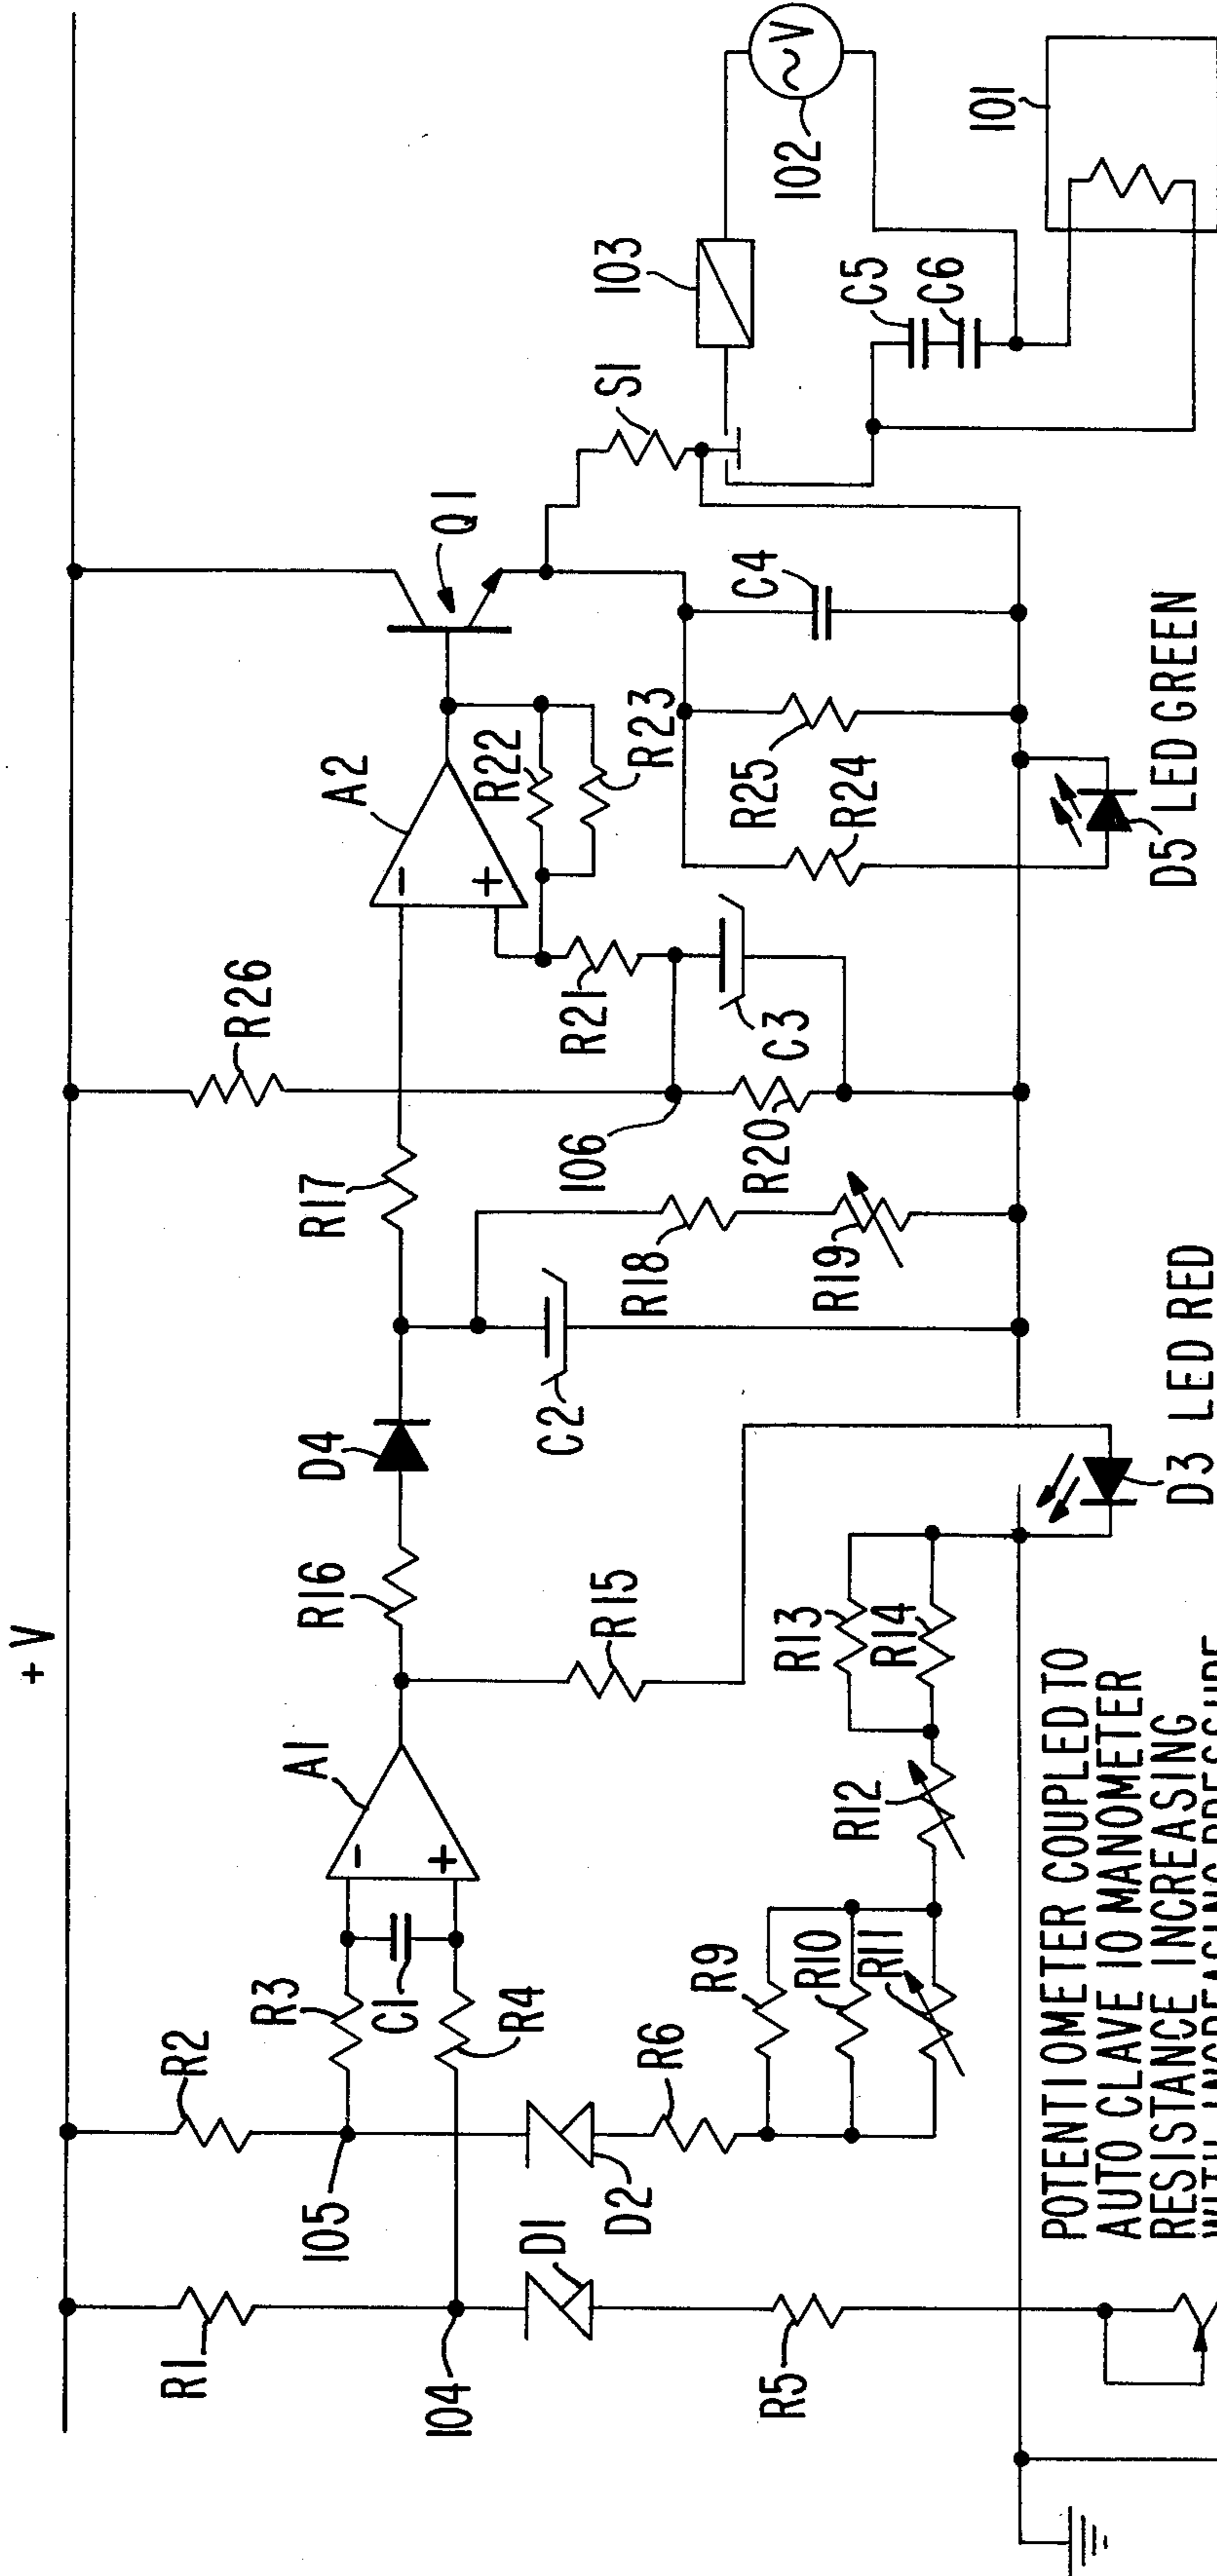 + V
R1
R2
105
R3
C1
R4
A1
-
+
R16
D4
R17
R26
A2
-
+
Q1
R22
R23
S1
103
102
V
104
D1
D2
R6
R5
R9
R10
R11
R12
R13
R14
R15
C2
R18
R19
106
R20
C3
R21
R25
R24
C4
C5
C6
101
D3 LED RED
D5 LED GREEN
POTENTIOMETER COUPLED TO
AUTO CLAVE 10 MANOMETER
RESISTANCE INCREASING
WITH INCREASING PRESSURE